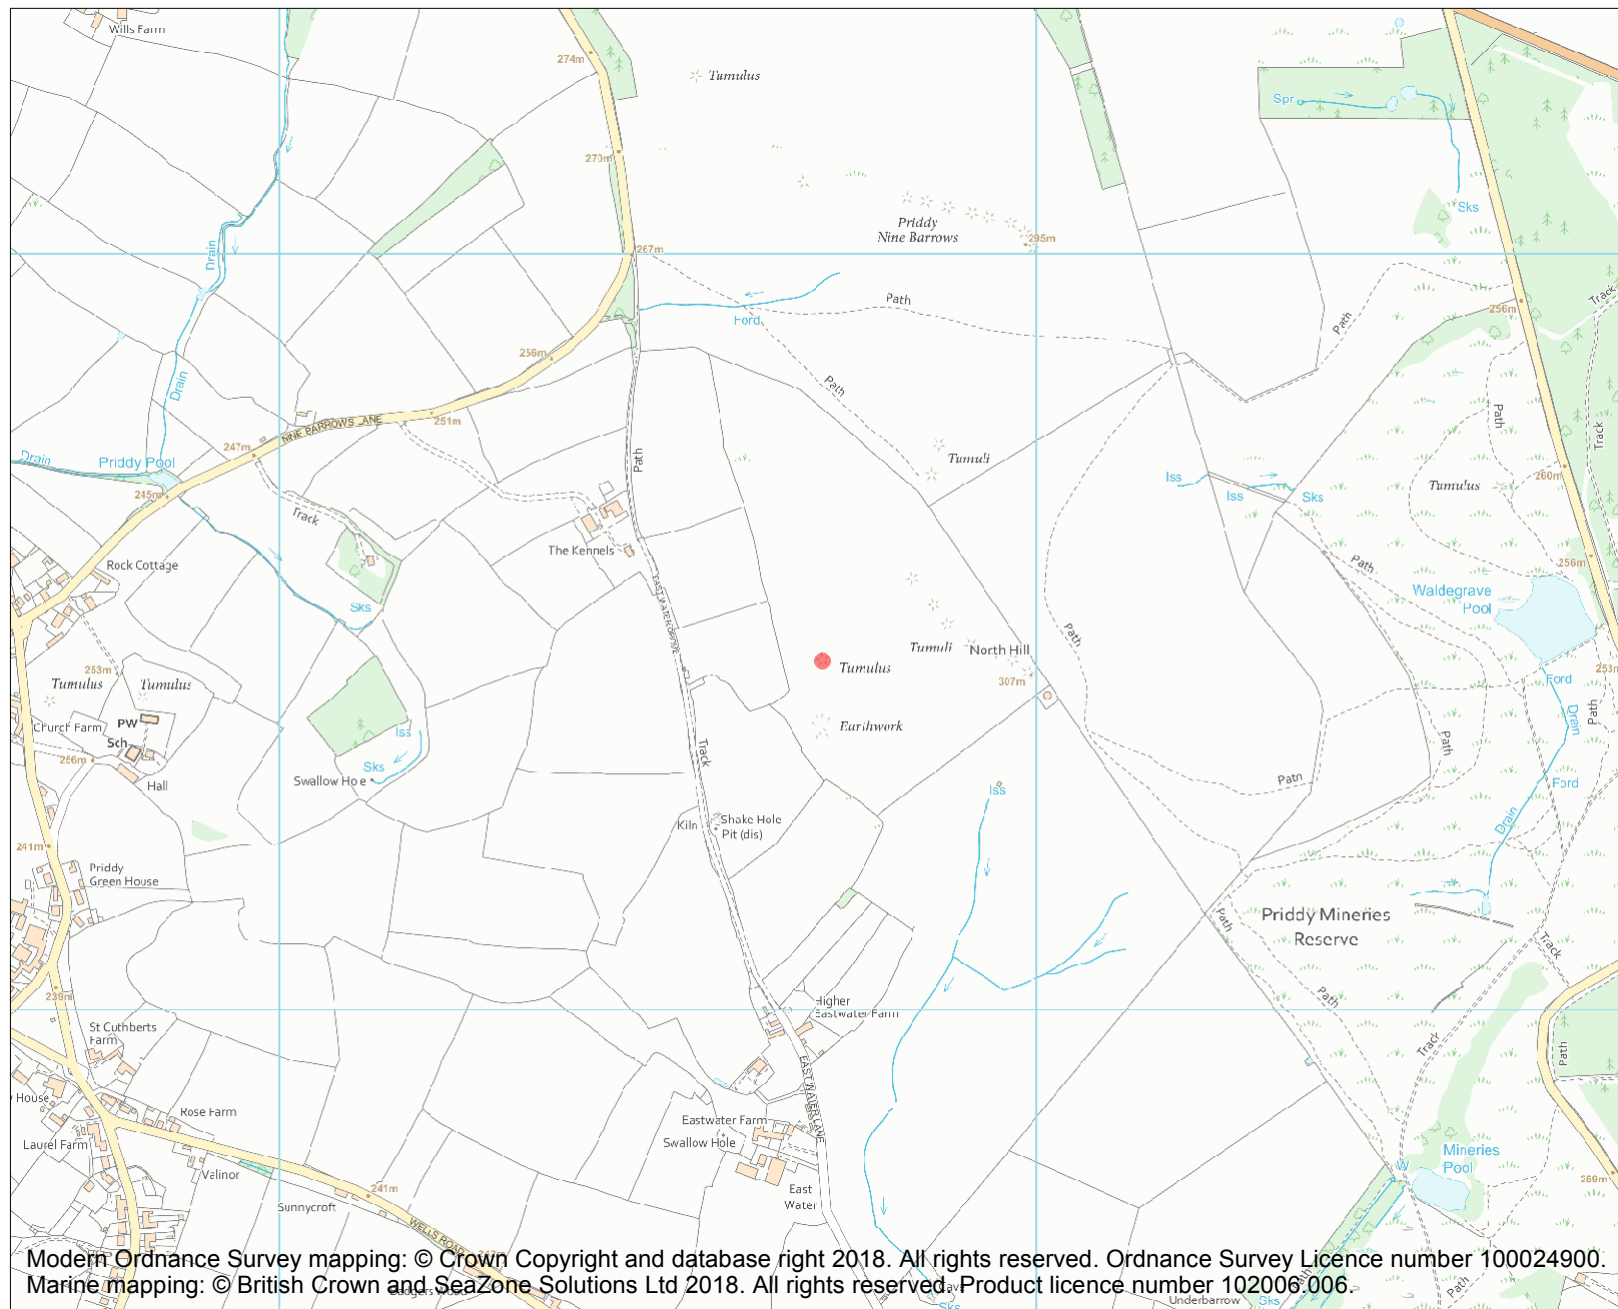 Wills Farm
274m
Tumulus
Spr
270m
Sks
Priddy
Nine Barrows
295m
267m
Drain
Path
Ford
256m
Track
Path
256m
Drain
Path
251m
NINE BARROWS LANE
247m
Path
Track
Path
Tumuli
Drain
Priddy Pool
245m
Iss
Iss
Sks
Tumulus
260m
Track
The Kennels
Rock Cottage
Path
256m
Waldegrave
Pool
Sks
Path
Tumuli
North Hill
253m
Tumulus
Tumulus
Tumulus
307m
253m
Ford
Drain
Path
Church Farm
PW
Sch
Hall
256m
Iss
Sks
Swallow Hole
Track
Earthwork
Path
Path
Iss
Ford
Drain
Kiln
Shake Hole
Pit (dis)
241m
Priddy
Green House
Path
Priddy Mineries
Reserve
Track
239m
Path
Higher
Eastwater Farm
St Cuthberts
Farm
Track
Path
EASTWATER LANE
House
Rose Farm
Eastwater Farm
Swallow Hole
Laurel Farm
Valinor
W
Mineries
Pool
241m
East
Water
Sunnycroft
269m
WELLS ROAD
Modern Ordnance Survey mapping: © Crown Copyright and database right 2018. All rights reserved. Ordnance Survey Licence number 100024900.
Marine mapping: © British Crown and SeaZone Solutions Ltd 2018. All rights reserved. Product licence number 102006.006.
Path
Path
Underbarrow
Sks
Sks